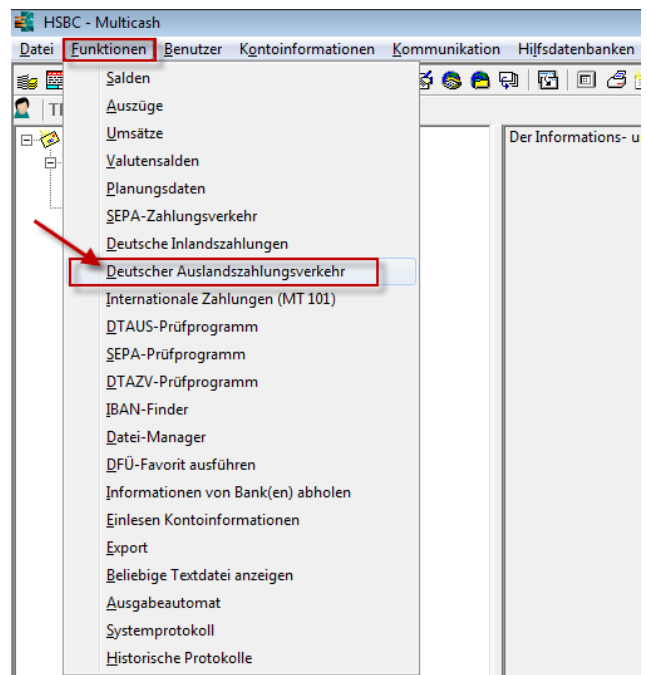 HSBC - Multicash
Datei Funktionen Benutzer Kontoinformationen Kommunikation Hilfsdatenbanken
Salden
Auszüge
Umsätze
Der Informations- u
Valutensalden
Planungsdaten
SEPA-Zahlungsverkehr
Deutsche Inlandszahlungen
Deutscher Auslandszahlungsverkehr
Internationale Zahlungen (MT 101)
DTAUS-Prüfprogramm
SEPA-Prüfprogramm
DTAZV-Prüfprogramm
IBAN-Finder
Datei-Manager
DFÜ-Favorit ausführen
Informationen von Bank(en) abholen
Einlesen Kontoinformationen
Export
Beliebige Textdatei anzeigen
Ausgabeautomat
Systemprotokoll
Historische Protokolle